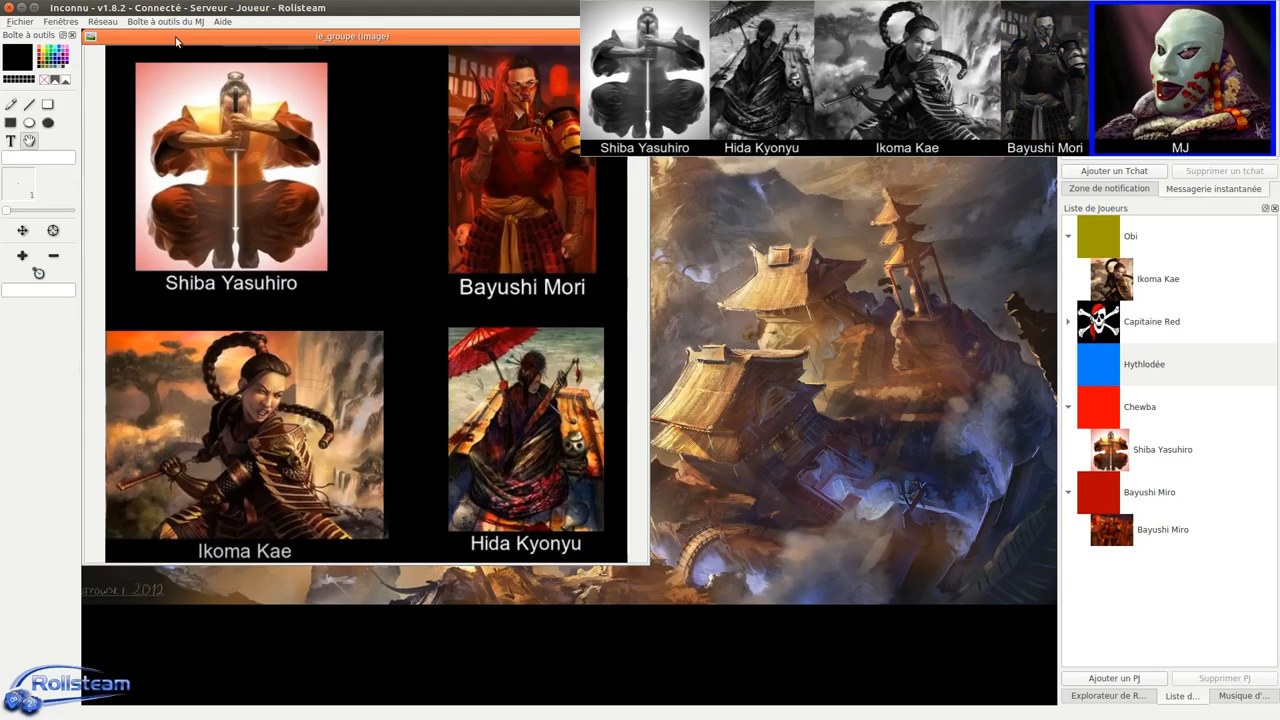 Inconnu - v1.8.2 - Connecté - Serveur - Joueur - Rolisteam
Fichier Fenêtres Réseau Boîte à outils du MJ Aide
Boîte à outils
le_groupe (Image)
T
1
Shiba Yasuhiro
Bayushi Mori
Ikoma Kae
Hida Kyonyu
Shiba Yasuhiro
Hida Kyonyu
Ikoma Kae
Bayushi Mori
MJ
Ajouter un Tchat
Supprimer un tchat
Zone de notification
Messagerie instantanée
Liste de Joueurs
Obi
Ikoma Kae
Capitaine Red
Hythlodée
Chewba
Shiba Yasuhiro
Bayushi Miro
Bayushi Miro
Ajouter un PJ
Supprimer PJ
Explorateur de R...
Liste d...
Musique d'...
2012
Rolisteam